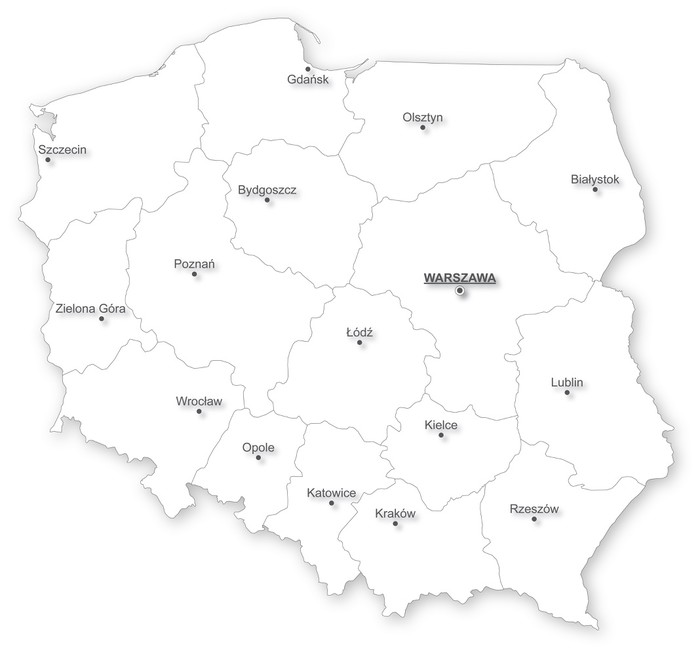 Gdańsk
Olsztyn
Szczecin
Białystok
Bydgoszcz
Poznań
WARSZAWA
Zielona Góra
Łódź
Lublin
Wrocław
Kielce
Opole
Katowice
Kraków
Rzeszów